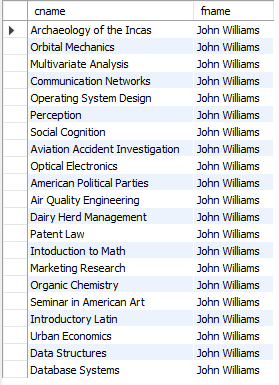 cname fname
Archaeology of the Incas John Williams
Orbital Mechanics John Williams
Multivariate Analysis John Williams
Communication Networks John Williams
Operating System Design John Williams
Perception John Williams
Social Cognition John Williams
Aviation Accident Investigation John Williams
Optical Electronics John Williams
American Political Parties John Williams
Air Quality Engineering John Williams
Dairy Herd Management John Williams
Patent Law John Williams
Intoduction to Math John Williams
Marketing Research John Williams
Organic Chemistry John Williams
Seminar in American Art John Williams
Introductory Latin John Williams
Urban Economics John Williams
Data Structures John Williams
Database Systems John Williams